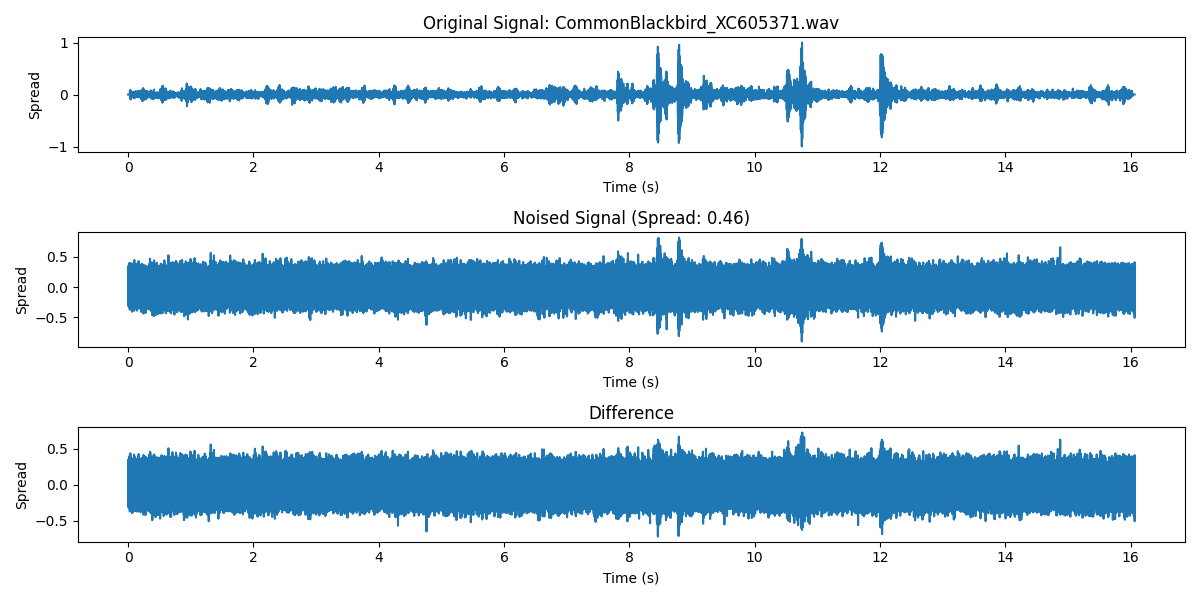 Original Signal: CommonBlackbird_XC605371.wav
1
0
−1
Spread
0 2 4 6 8 10 12 14 16
Time (s)
Noised Signal (Spread: 0.46)
0.5
0.0
−0.5
Spread
0 2 4 6 8 10 12 14 16
Time (s)
Difference
0.5
0.0
−0.5
Spread
0 2 4 6 8 10 12 14 16
Time (s)